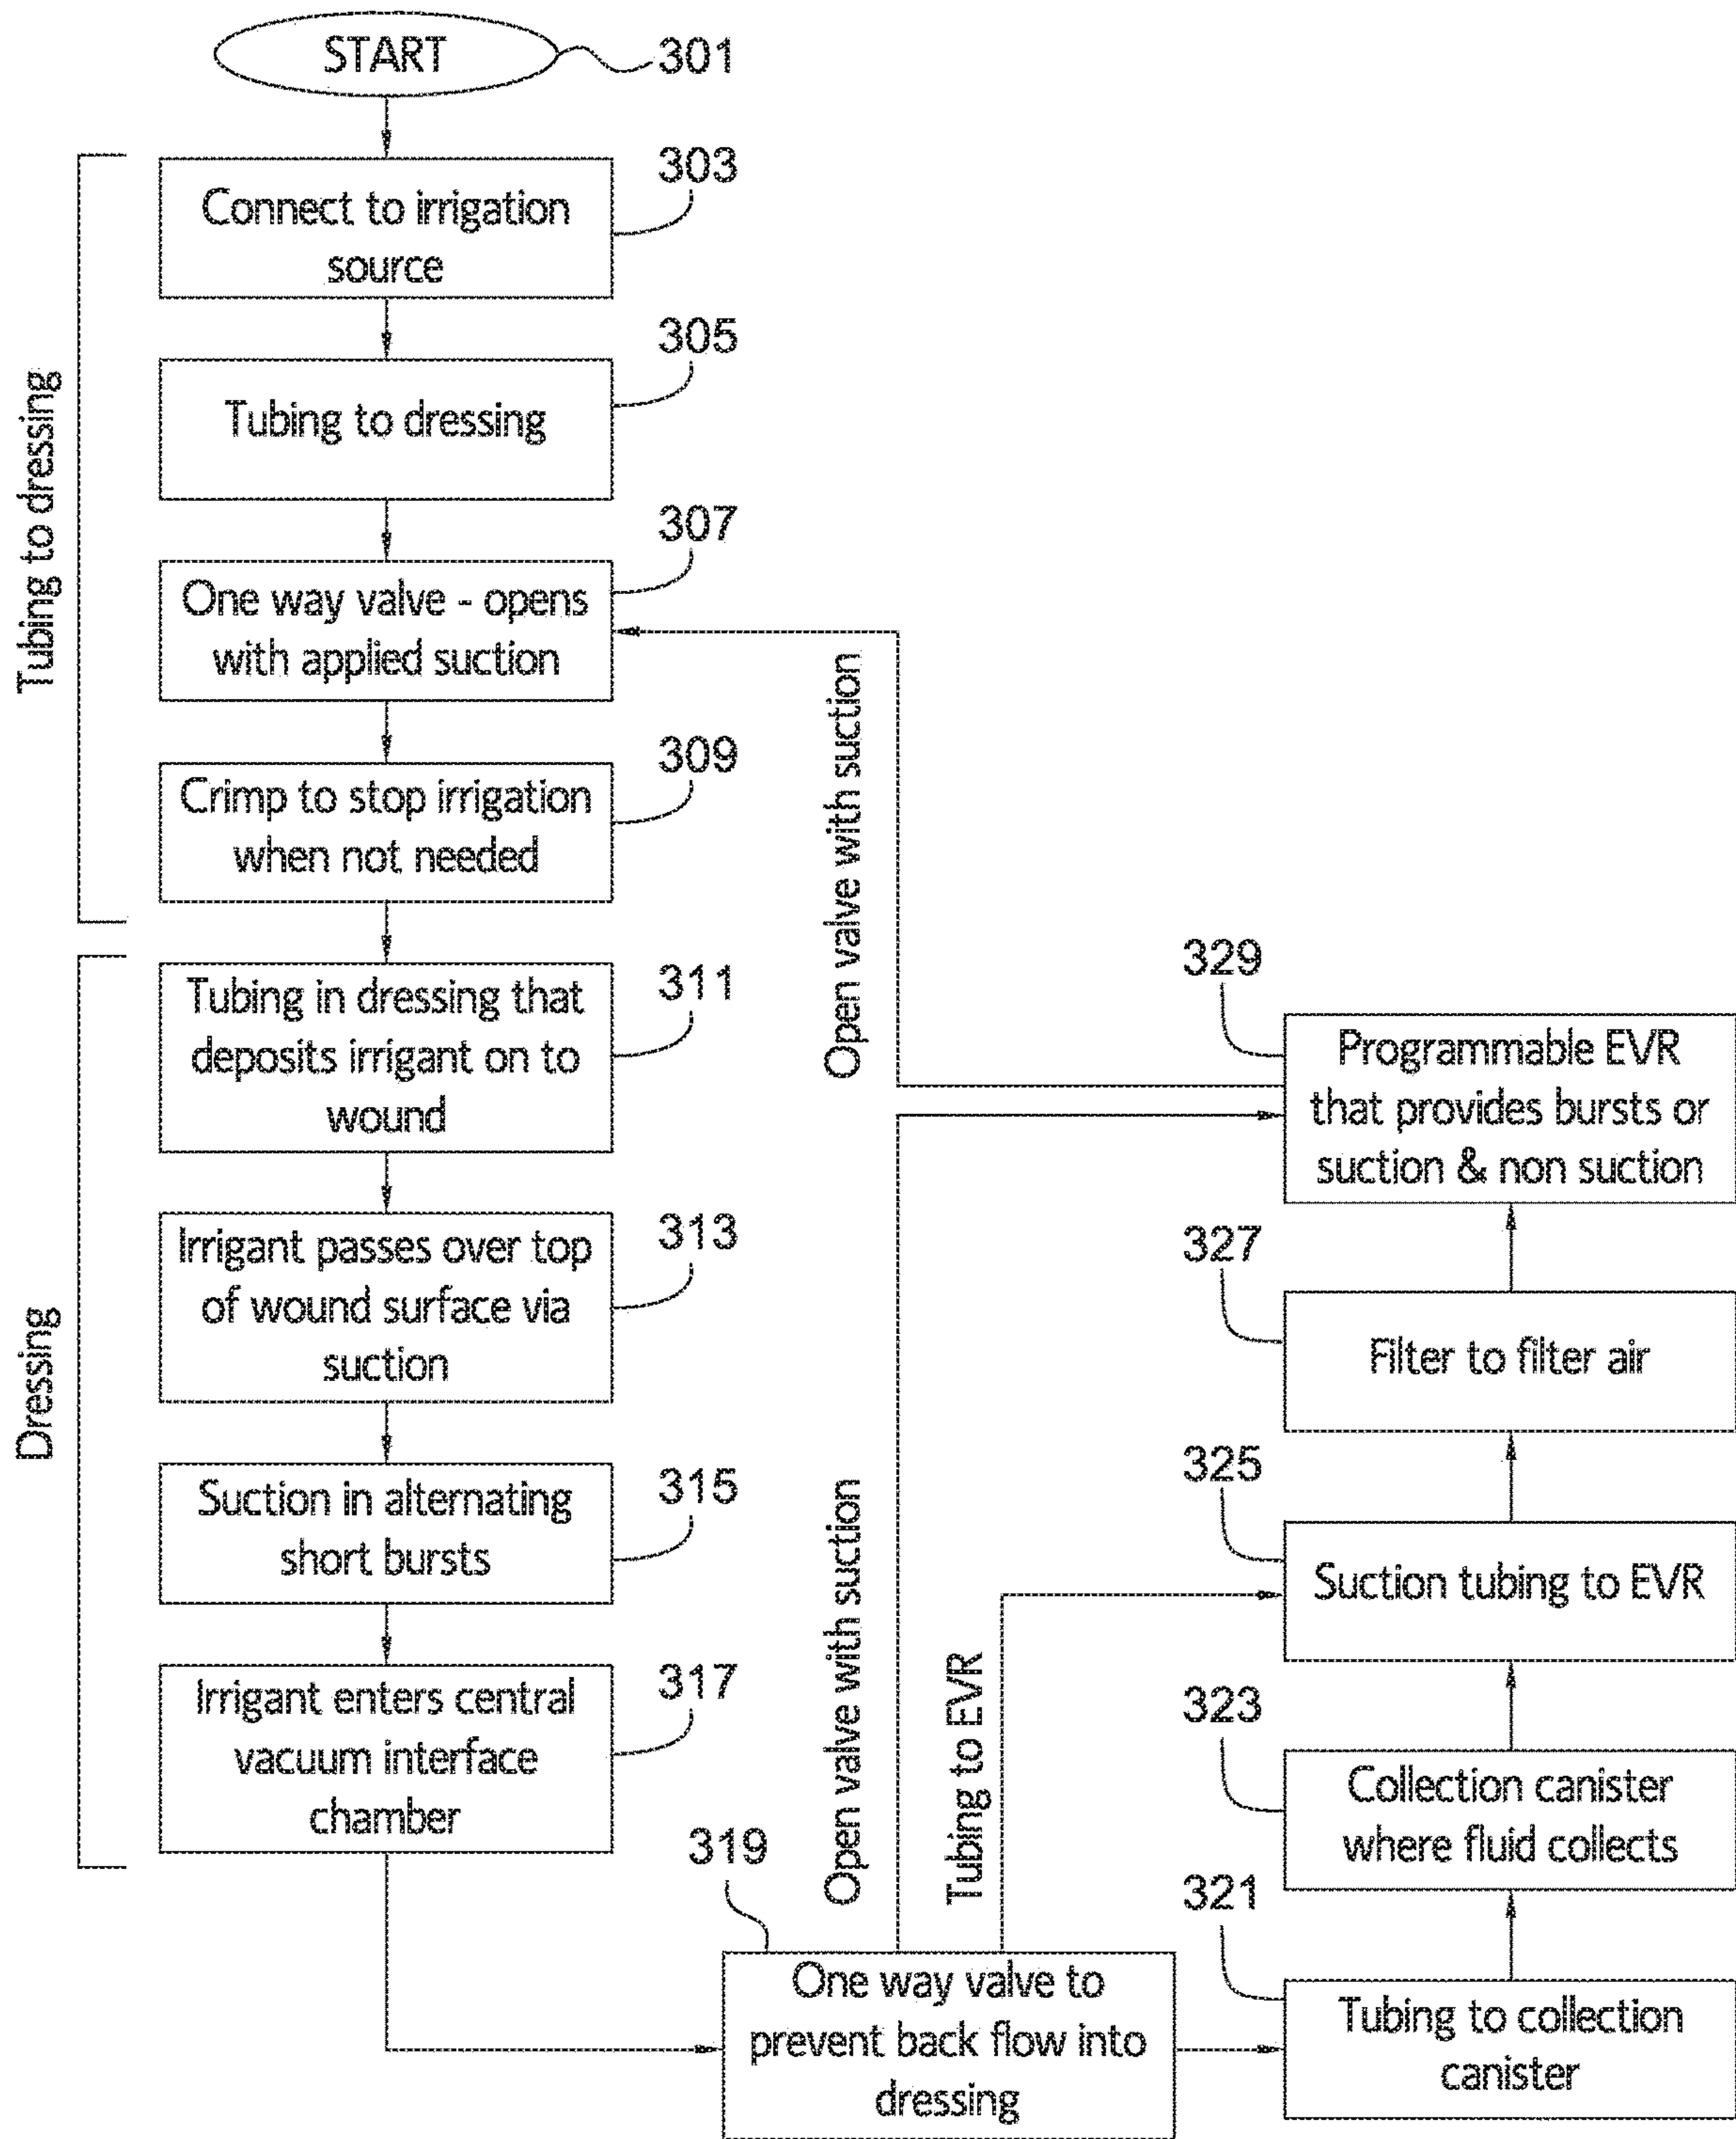 START
301
Tubing to dressing
303
Connect to irrigation
source
305
Tubing to dressing
307
One way valve - opens
with applied suction
309
Crimp to stop irrigation
when not needed
Dressing
311
Tubing in dressing that
deposits irrigant on to
wound
313
Irrigant passes over top
of wound surface via
suction
315
Suction in alternating
short bursts
317
Irrigant enters central
vacuum interface
chamber
319
One way valve to
prevent back flow into
dressing
Open valve with suction
Open valve with suction
Tubing to EVR
329
Programmable EVR
that provides bursts or
suction & non suction
327
Filter to filter air
325
Suction tubing to EVR
323
Collection canister
where fluid collects
321
Tubing to collection
canister